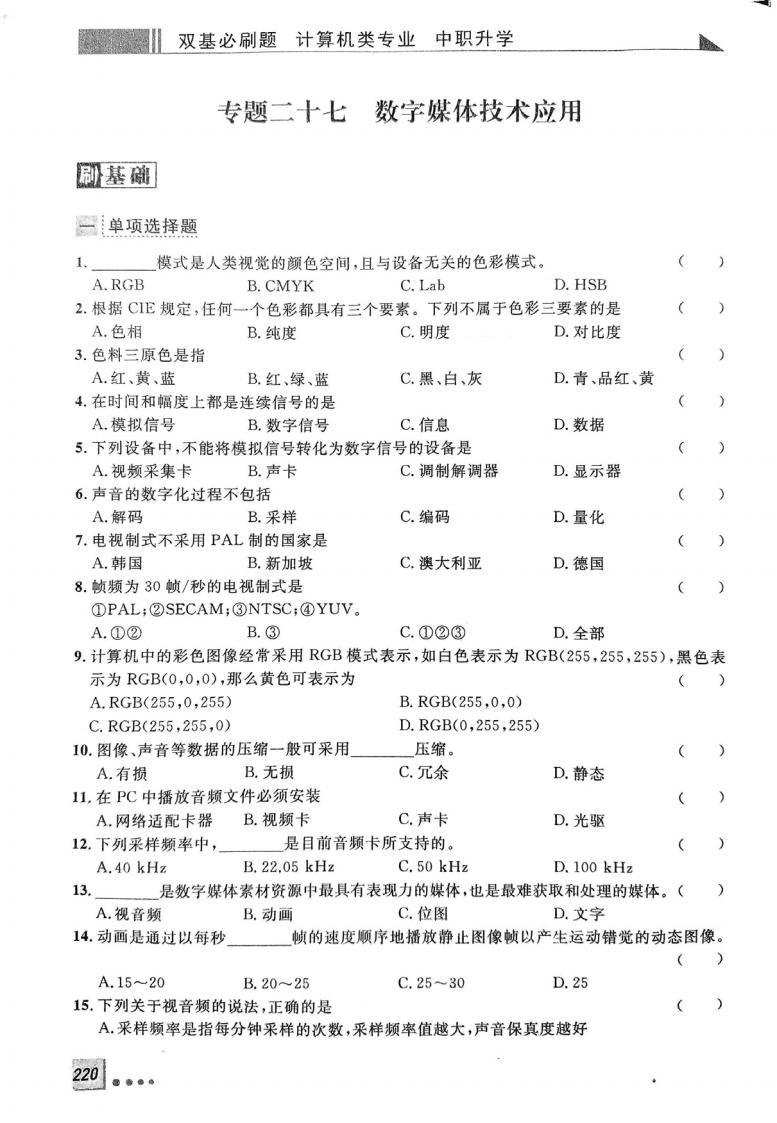 双基必刷题 计算机类专业 中职升学
专题二十七 数字媒体技术应用
刷基础
一 单项选择题
1. ________模式是人类视觉的颜色空间,且与设备无关的色彩模式。 ( )
A. RGB B. CMYK C. Lab D. HSB
2. 根据 CIE 规定,任何一个色彩都具有三个要素。下列不属于色彩三要素的是 ( )
A. 色相 B. 纯度 C. 明度 D. 对比度
3. 色料三原色是指 ( )
A. 红、黄、蓝 B. 红、绿、蓝 C. 黑、白、灰 D. 青、品红、黄
4. 在时间和幅度上都是连续信号的是 ( )
A. 模拟信号 B. 数字信号 C. 信息 D. 数据
5. 下列设备中,不能将模拟信号转化为数字信号的设备是 ( )
A. 视频采集卡 B. 声卡 C. 调制解调器 D. 显示器
6. 声音的数字化过程不包括 ( )
A. 解码 B. 采样 C. 编码 D. 量化
7. 电视制式不采用 PAL 制的国家是 ( )
A. 韩国 B. 新加坡 C. 澳大利亚 D. 德国
8. 帧频为 30 帧/秒的电视制式是 ( )
①PAL;②SECAM;③NTSC;④YUV。
A. ①② B. ③ C. ①②③ D. 全部
9. 计算机中的彩色图像经常采用 RGB 模式表示,如白色表示为 RGB(255,255,255),黑色表
示为 RGB(0,0,0),那么黄色可表示为 ( )
A. RGB(255,0,255) B. RGB(255,0,0)
C. RGB(255,255,0) D. RGB(0,255,255)
10. 图像、声音等数据的压缩一般可采用________压缩。 ( )
A. 有损 B. 无损 C. 冗余 D. 静态
11. 在 PC 中播放音频文件必须安装 ( )
A. 网络适配卡器 B. 视频卡 C. 声卡 D. 光驱
12. 下列采样频率中,________是目前音频卡所支持的。 ( )
A. 40 kHz B. 22.05 kHz C. 50 kHz D. 100 kHz
13. ________是数字媒体素材资源中最具有表现力的媒体,也是最难获取和处理的媒体。 ( )
A. 视音频 B. 动画 C. 位图 D. 文字
14. 动画是通过以每秒________帧的速度顺序地播放静止图像帧以产生运动错觉的动态图像。
( )
A. 15～20 B. 20～25 C. 25～30 D. 25
15. 下列关于视音频的说法,正确的是 ( )
A. 采样频率是指每分钟采样的次数,采样频率值越大,声音保真度越好
220